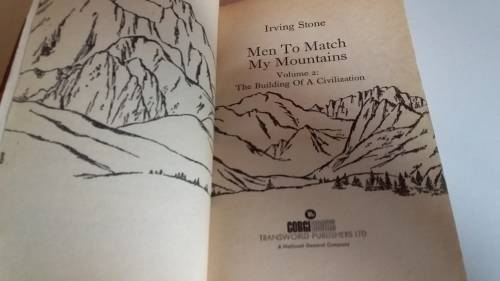 Irving Stone
Men To Match
My Mountains
Volume 2:
The Building Of A Civilization
CORGI
TRANSWORLD PUBLISHERS LTD
A National General Company